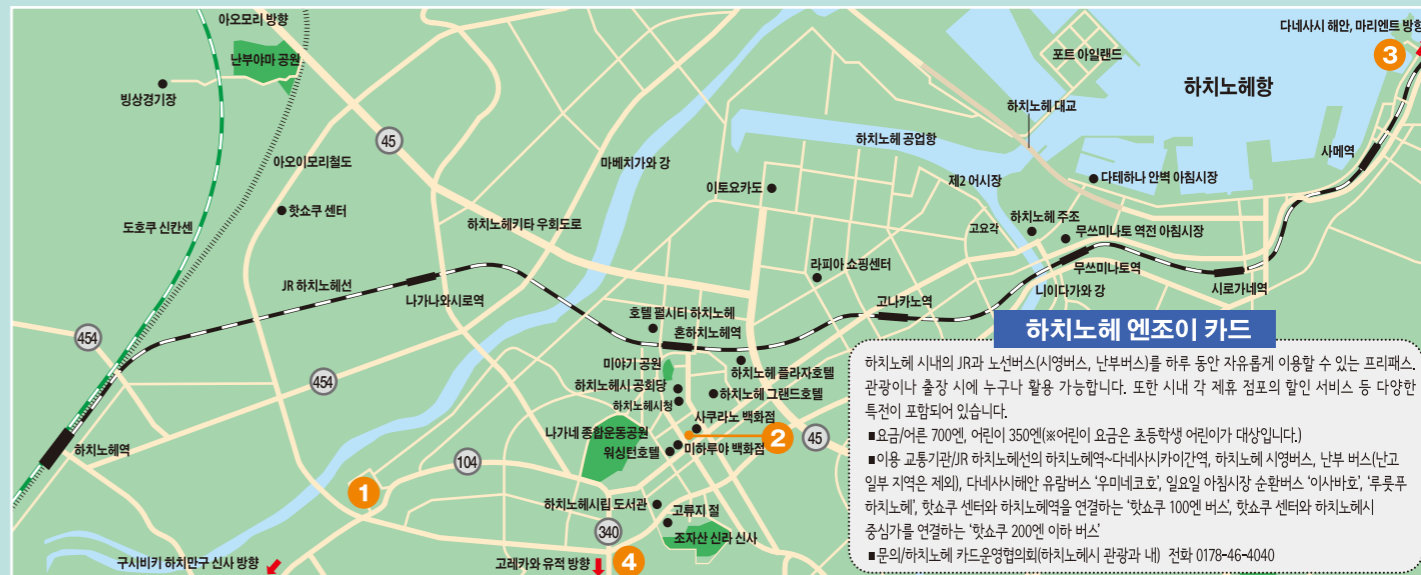 아오모리 방향
난부야마 공원
빙상경기장
45
아오이모리철도
핫쇼쿠 센터
도호쿠 신칸센
마베치가와 강
하치노헤키타 우회도로
이토요카도
하치노헤 공업항
하치노헤 대교
포트 아일랜드
하치노헤항
다네사시 해안, 마리엔트 방향
3
사메역
제2 어시장
다테하나 안벽 아침시장
하치노헤 주조
고요각
무쓰미나토 역전 아침시장
무쓰미나토역
시로가네역
니이다가와 강
라피아 쇼핑센터
고나카노역
JR 하치노헤선
나가나와시로역
454
454
호텔 펄시티 하치노헤
혼하치노헤역
미야기 공원
하치노헤 플라자호텔
하치노헤시 공회당
하치노헤 그랜드호텔
하치노헤시청
사쿠라노 백화점
나가네 종합운동공원
2
45
미하루야 백화점
워싱턴호텔
하치노헤역
104
1
하치노헤시립 도서관
고류지 절
340
조자산 신라 신사
구시비키 하치만구 신사 방향
고레카와 유적 방향
4
하치노헤 엔조이 카드
하치노헤 시내의 JR과 노선버스(시영버스, 난부버스)를 하루 동안 자유롭게 이용할 수 있는 프리패스.
관광이나 출장 시에 누구나 활용 가능합니다. 또한 시내 각 제휴 점포의 할인 서비스 등 다양한
특전이 포함되어 있습니다.
■요금/어른 700엔, 어린이 350엔(※어린이 요금은 초등학생 어린이가 대상입니다.)
■이용 교통기관/JR 하치노헤선의 하치노헤역~다네사시카이간역, 하치노헤 시영버스, 난부 버스(난고
일부 지역은 제외), 다네사시해안 유람버스 ‘우미네코호’, 일요일 아침시장 순환버스 ‘이사바호’, ‘루룻푸
하치노헤’, 핫쇼쿠 센터와 하치노헤역을 연결하는 ‘핫쇼쿠 100엔 버스’, 핫쇼쿠 센터와 하치노헤시
중심가를 연결하는 ‘핫쇼쿠 200엔 이하 버스’
■문의/하치노헤 카드운영협의회(하치노헤시 관광과 내) 전화 0178-46-4040